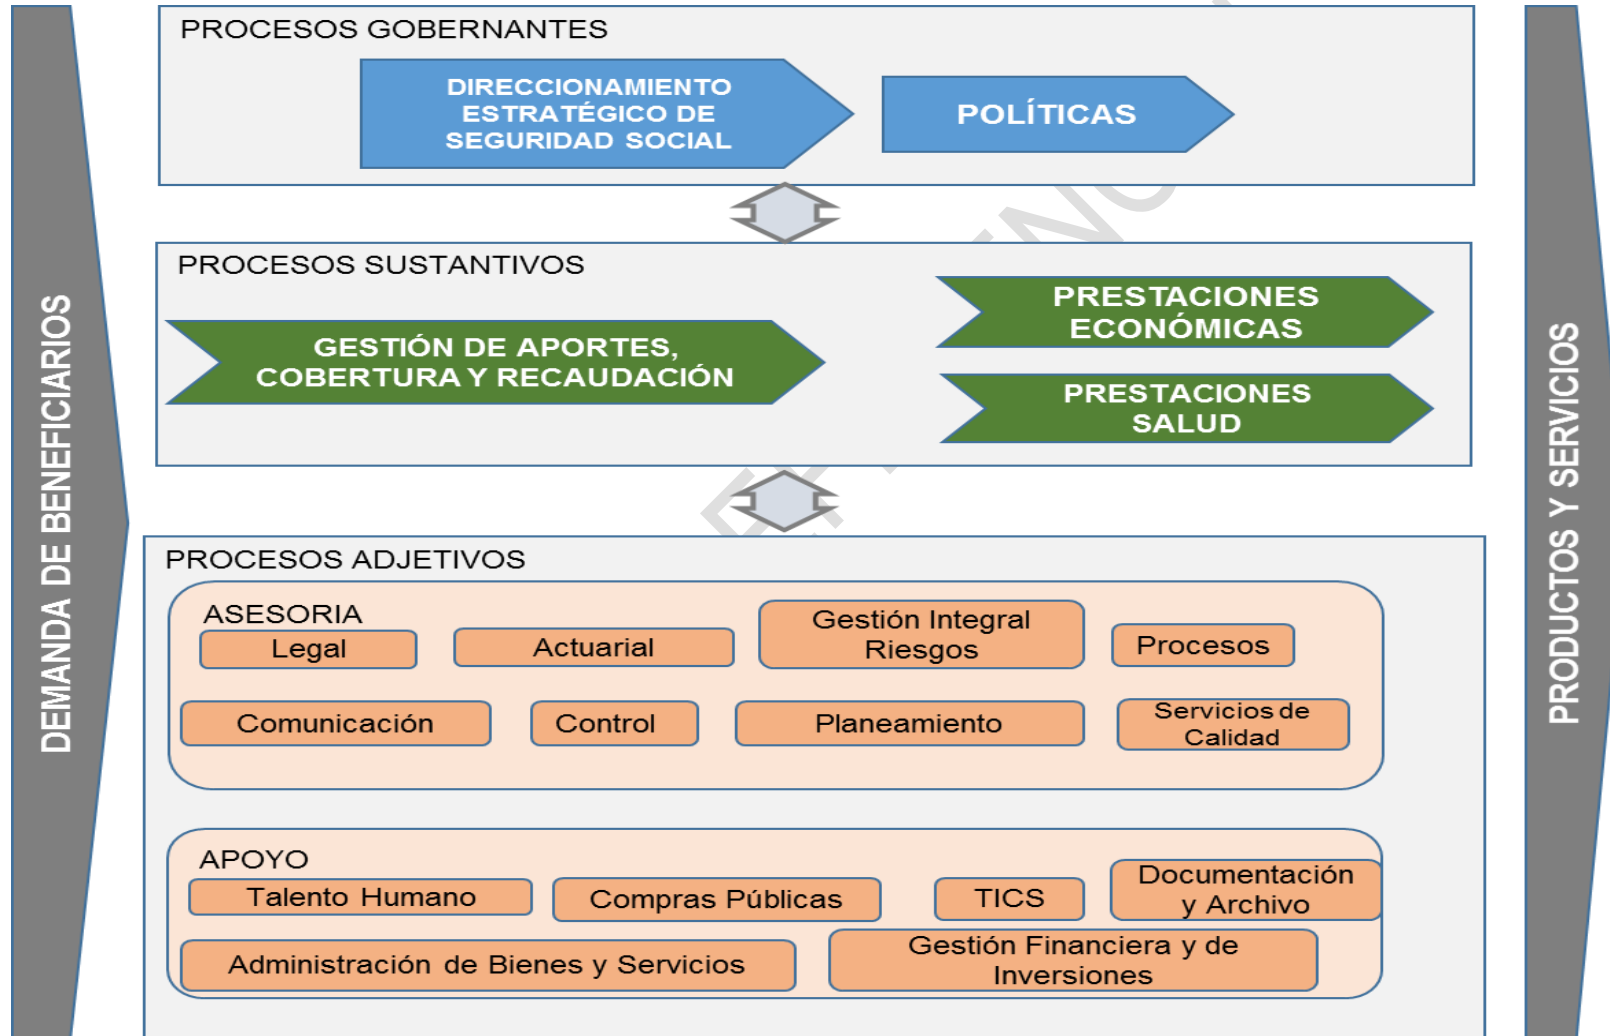 DEMANDA DE BENEFICIARIOS
PROCESOS GOBERNANTES
DIRECCIONAMIENTO
ESTRATÉGICO DE
SEGURIDAD SOCIAL
POLÍTICAS
PROCESOS SUSTANTIVOS
GESTIÓN DE APORTES,
COBERTURA Y RECAUDACIÓN
PRESTACIONES
ECONÓMICAS
PRESTACIONES
SALUD
PROCESOS ADJETIVOS
ASESORIA
Legal
Actuarial
Gestión Integral
Riesgos
Procesos
Comunicación
Control
Planeamiento
Servicios de
Calidad
APOYO
Talento Humano
Compras Públicas
TICS
Documentación
y Archivo
Administración de Bienes y Servicios
Gestión Financiera y de
Inversiones
PRODUCTOS Y SERVICIOS